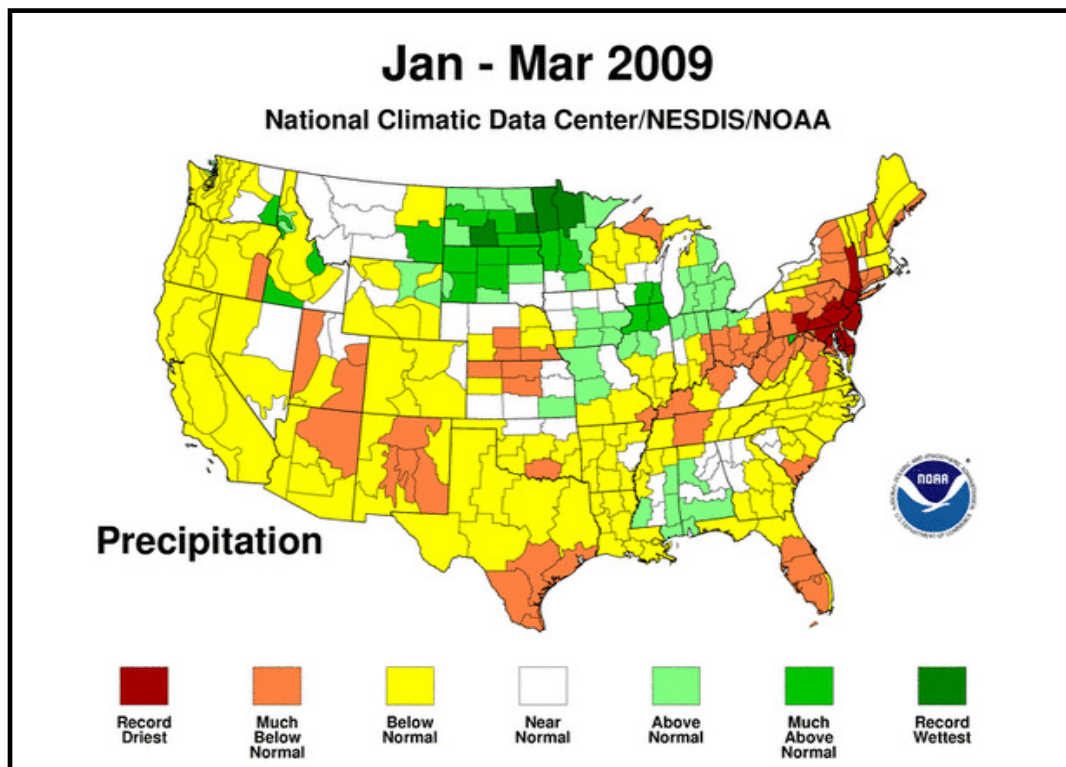 Jan - Mar 2009
National Climatic Data Center/NESDIS/NOAA
NOAA
Precipitation
Record
Driest
Much
Below
Normal
Below
Normal
Near
Normal
Above
Normal
Much
Above
Normal
Record
Wettest